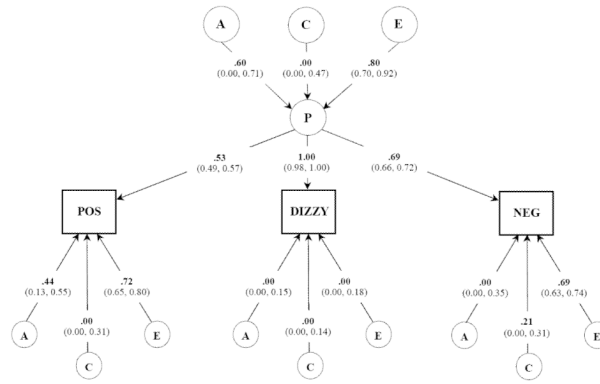 A C E
.60 .00 .80
(0.00, 0.71) (0.00, 0.47) (0.70, 0.92)
P
.53 1.00 .69
(0.49, 0.57) (0.98, 1.00) (0.66, 0.72)
POS DIZZY NEG
.44 .72 .00 .00 .00 .69
(0.13, 0.55) (0.65, 0.80) (0.00, 0.15) (0.00, 0.18) (0.00, 0.35) (0.63, 0.74)
.00 .00 .21
(0.00, 0.31) (0.00, 0.14) (0.00, 0.31)
A E A E A E
C C C